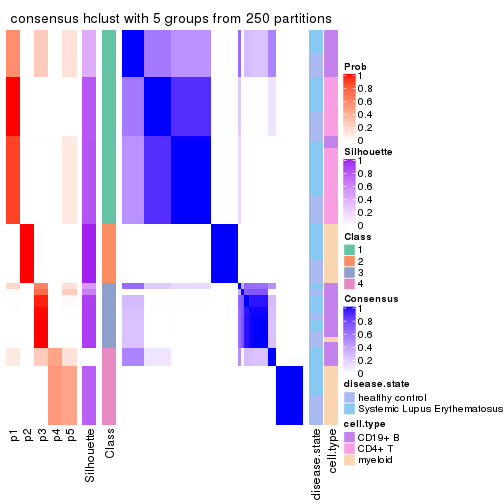 consensus hclust with 5 groups from 250 partitions
Prob
1
0.8
0.6
0.4
0.2
0
Silhouette
1
0.8
0.6
0.4
0.2
0
Class
1
2
3
4
Consensus
1
0.8
0.6
0.4
0.2
0
disease.state
healthy control
Systemic Lupus Erythematosus
cell.type
CD19+ B
CD4+ T
myeloid
p1
p2
p3
p4
p5
Silhouette
Class
disease.state
cell.type